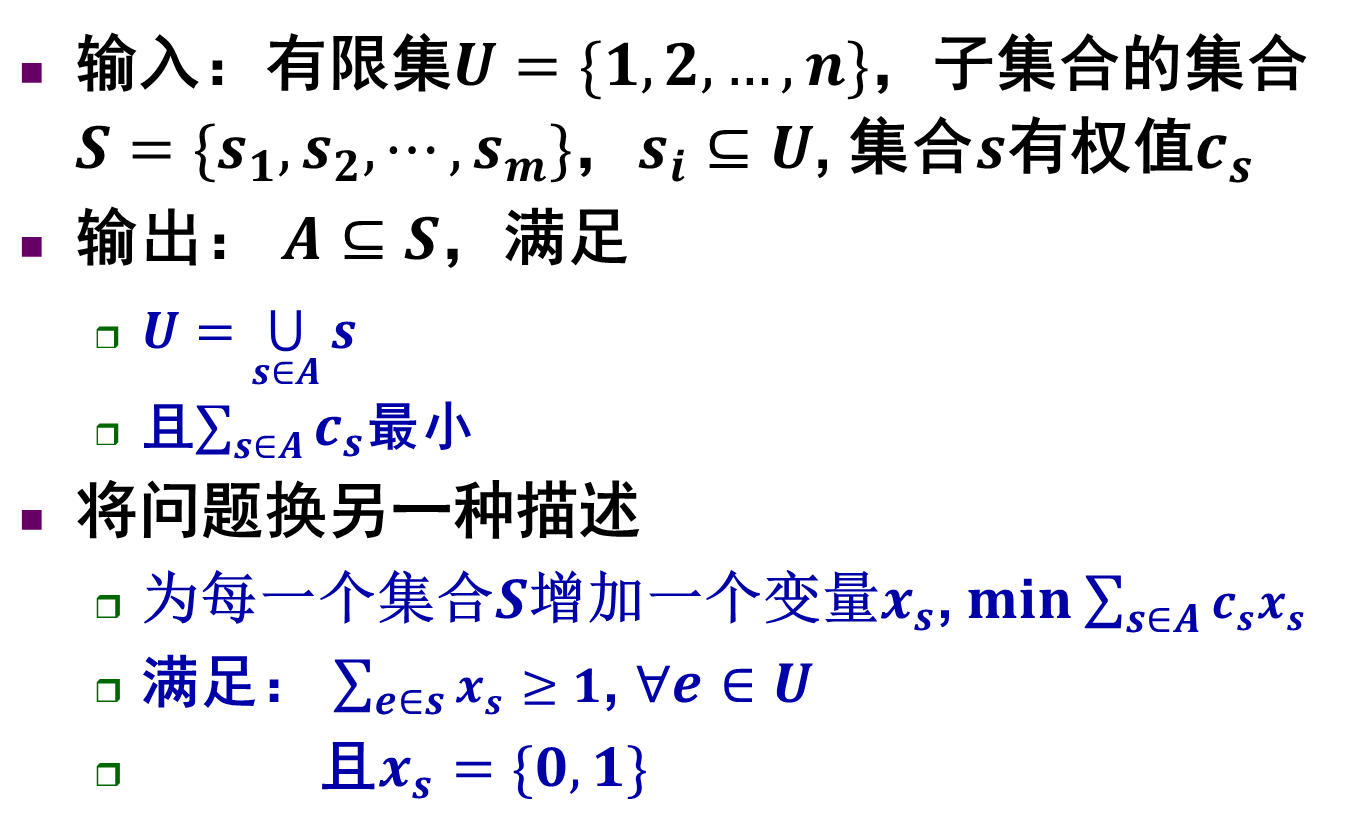 ■ 输入：有限集U = {1, 2, …, n}，子集合的集合
S = {s₁, s₂, ⋯, sₘ}，sᵢ ⊆ U, 集合s有权值cₛ
■ 输出： A ⊆ S，满足
❒ U = ⋃_{s∈A} s
❒ 且∑_{s∈A} cₛ最小
■ 将问题换另一种描述
❒ 为每一个集合S增加一个变量xₛ, min ∑_{s∈A} cₛxₛ
❒ 满足： ∑_{e∈s} xₛ ≥ 1, ∀e ∈ U
❒ 且xₛ = {0, 1}